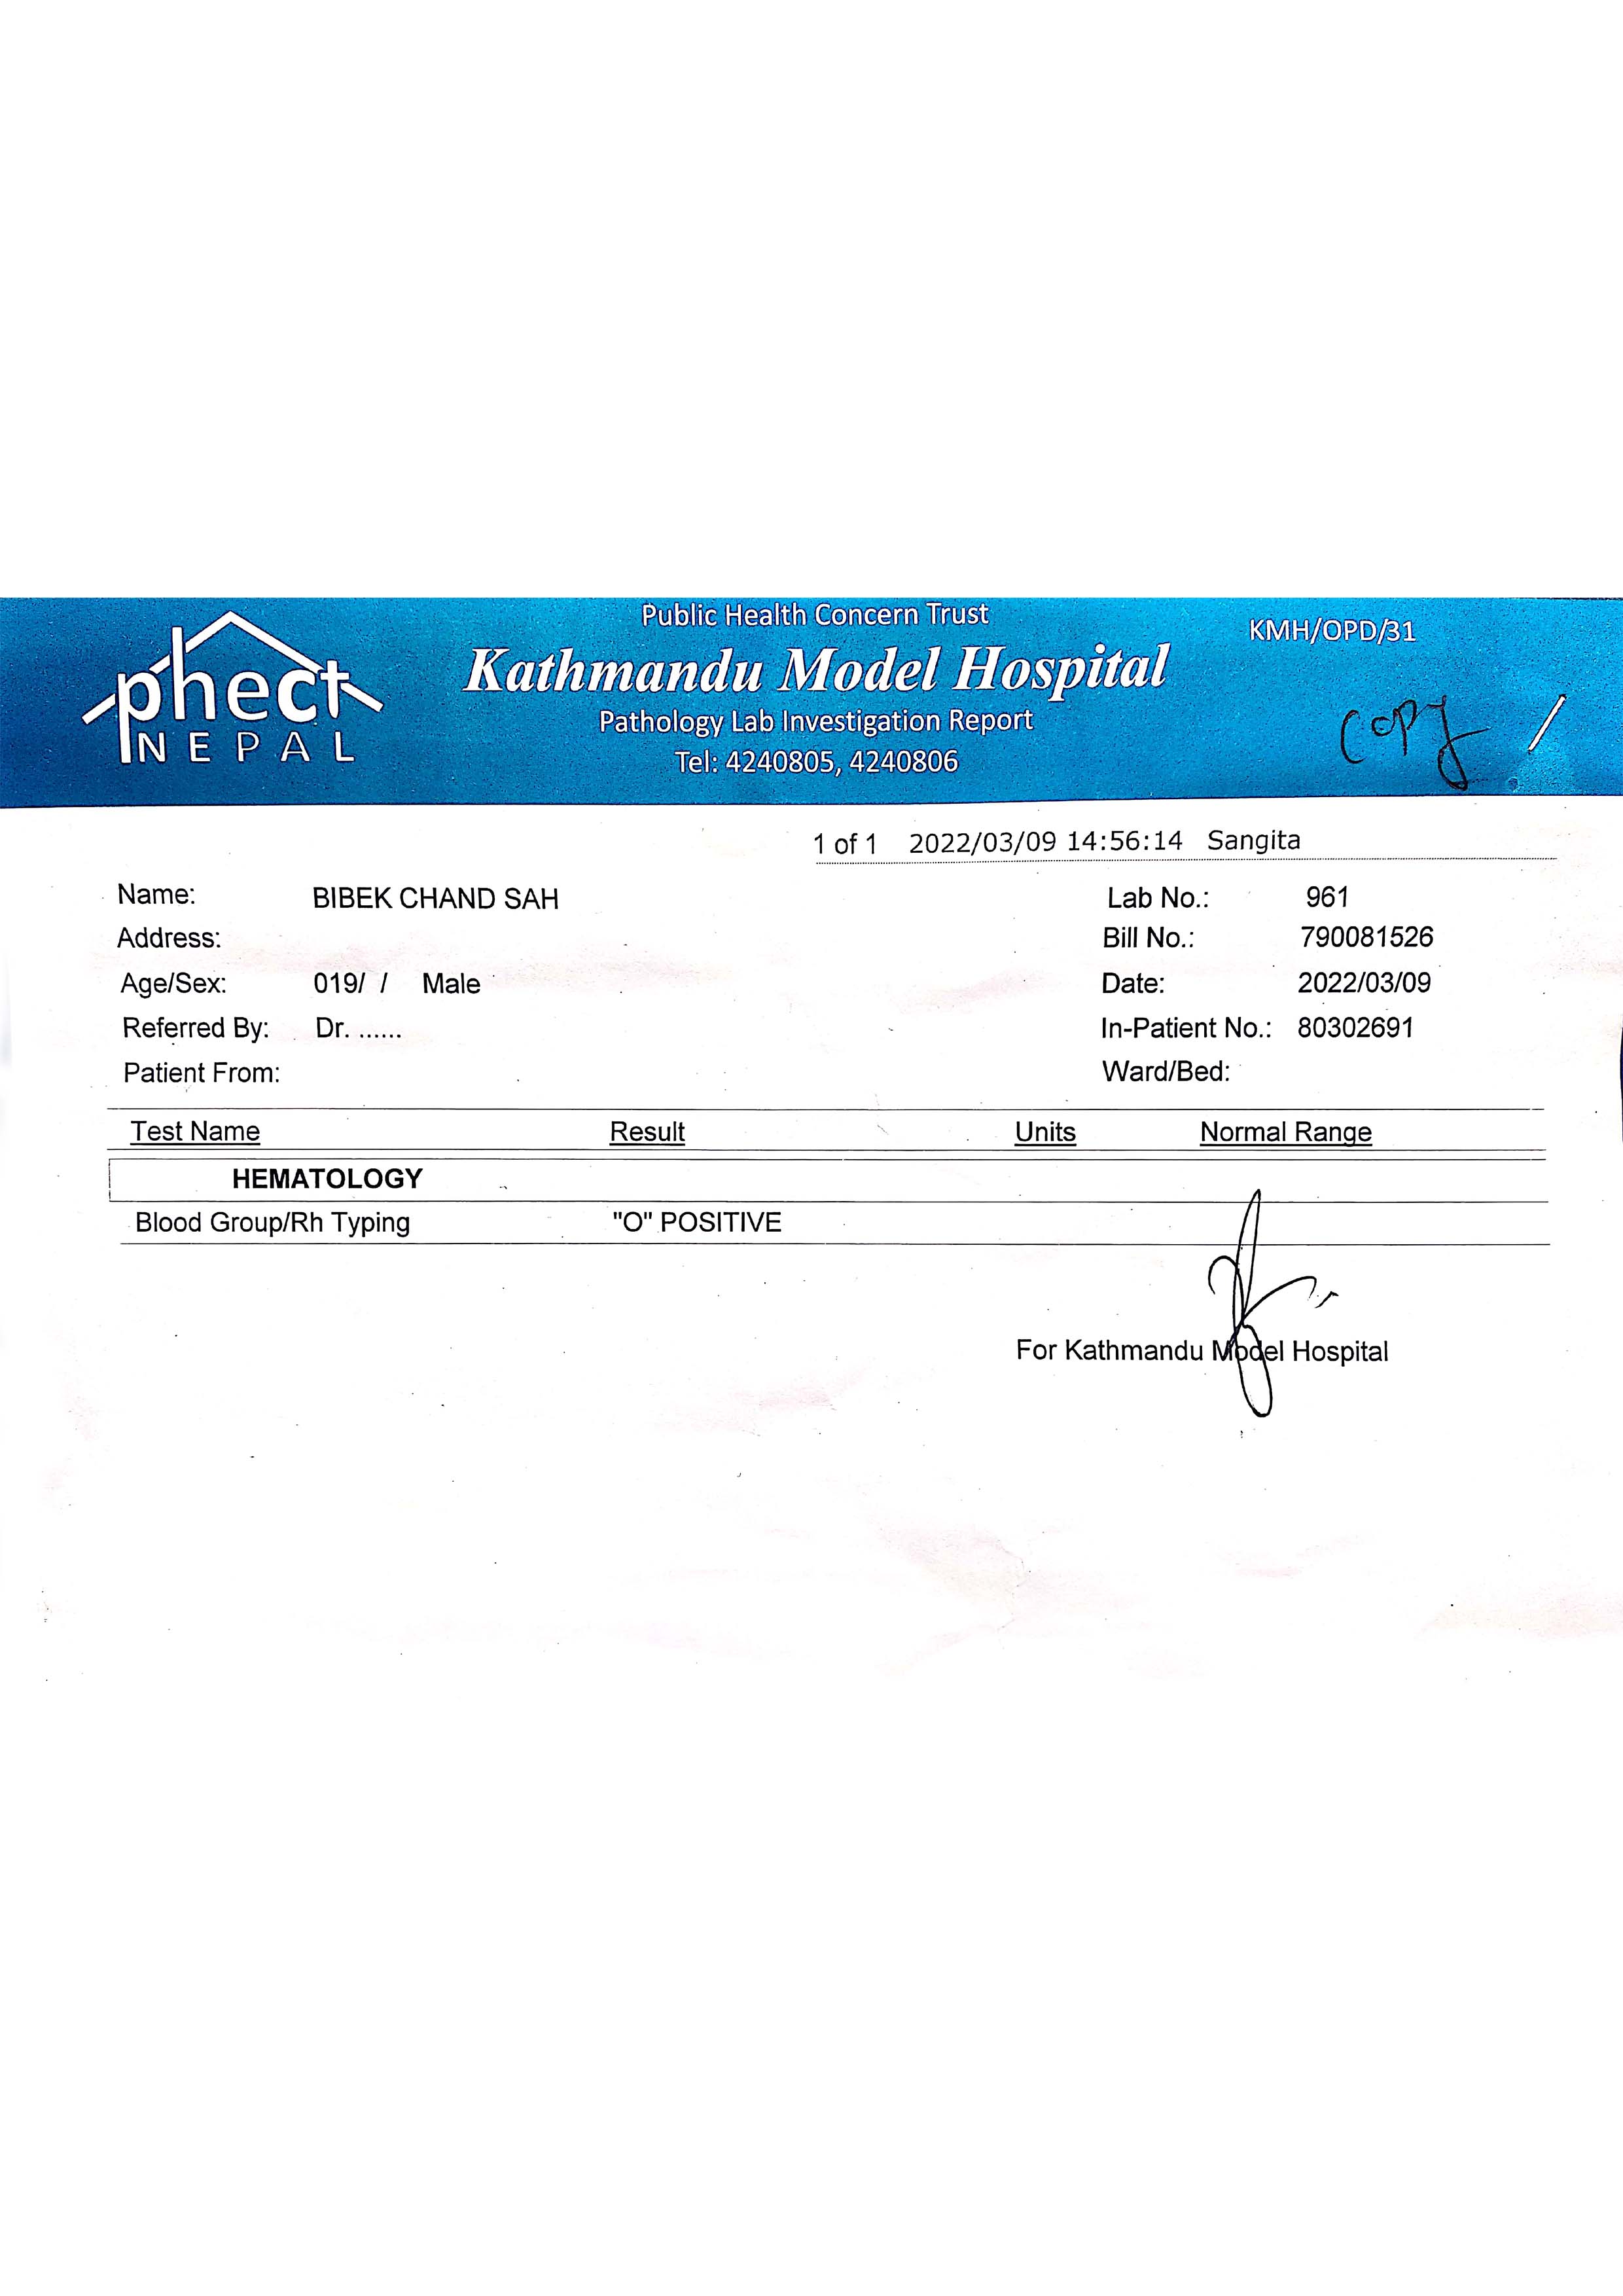 phect
NEPAL
Public Health Concern Trust
Kathmandu Model Hospital
Pathology Lab Investigation Report
Tel: 4240805, 4240806
KMH/OPD/31
Copy
1 of 1 2022/03/09 14:56:14 Sangita
Name: BIBEK CHAND SAH Lab No.: 961
Address: Bill No.: 790081526
Age/Sex: 019/ / Male Date: 2022/03/09
Referred By: Dr. ...... In-Patient No.: 80302691
Patient From: Ward/Bed:
Test Name Result Units Normal Range
HEMATOLOGY
Blood Group/Rh Typing "O" POSITIVE
For Kathmandu Model Hospital